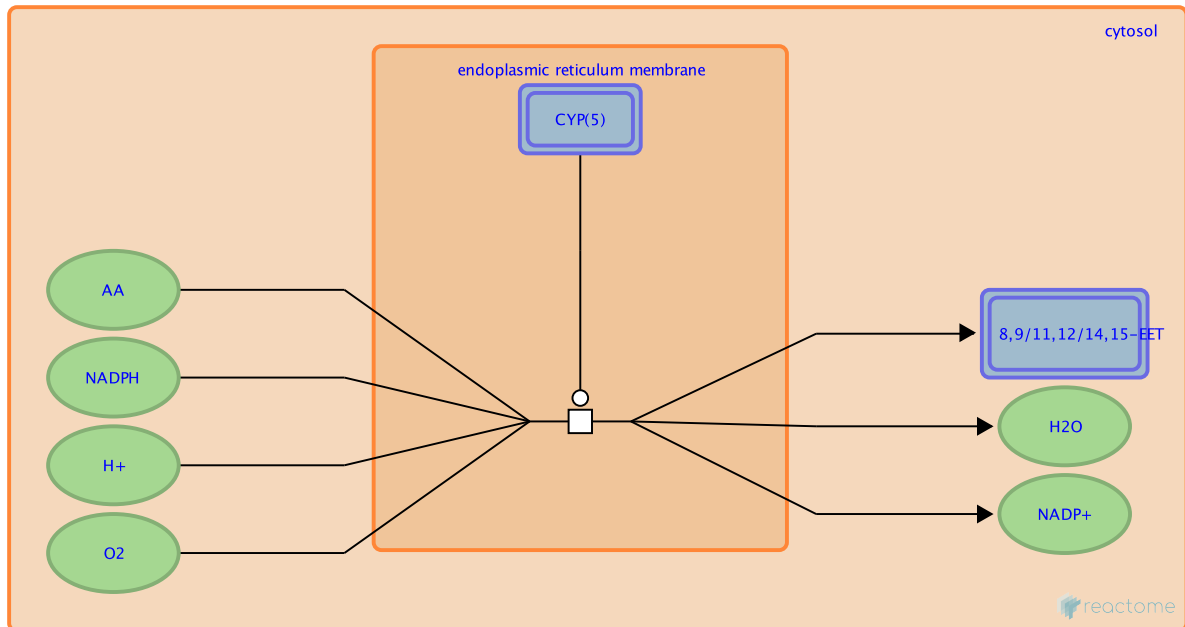 cytosol
endoplasmic reticulum membrane
CYP(5)
AA
NADPH
H+
O2
8,9/11,12/14,15-EET
H2O
NADP+
reactome